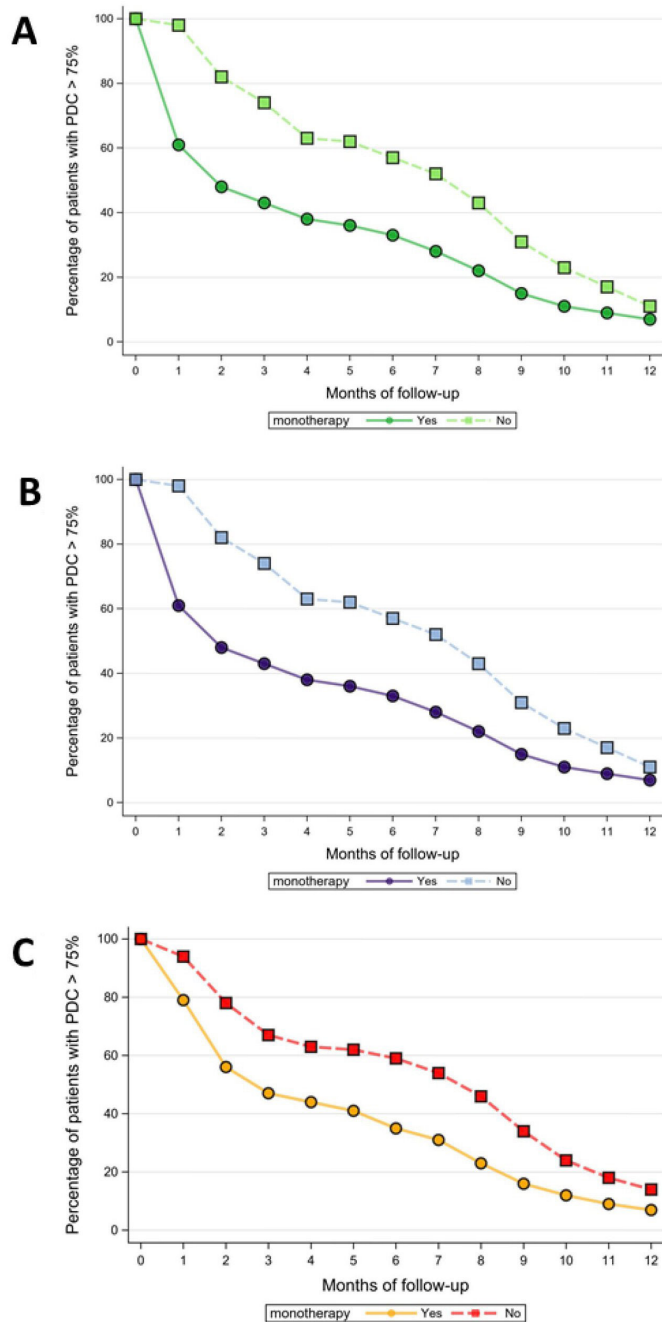 A
Percentage of patients with PDC > 75%
100
80
60
40
20
0
0 1 2 3 4 5 6 7 8 9 10 11 12
Months of follow-up
monotherapy Yes No
B
Percentage of patients with PDC > 75%
100
80
60
40
20
0
0 1 2 3 4 5 6 7 8 9 10 11 12
Months of follow-up
monotherapy Yes No
C
Percentage of patients with PDC > 75%
100
80
60
40
20
0
0 1 2 3 4 5 6 7 8 9 10 11 12
Months of follow-up
monotherapy Yes No